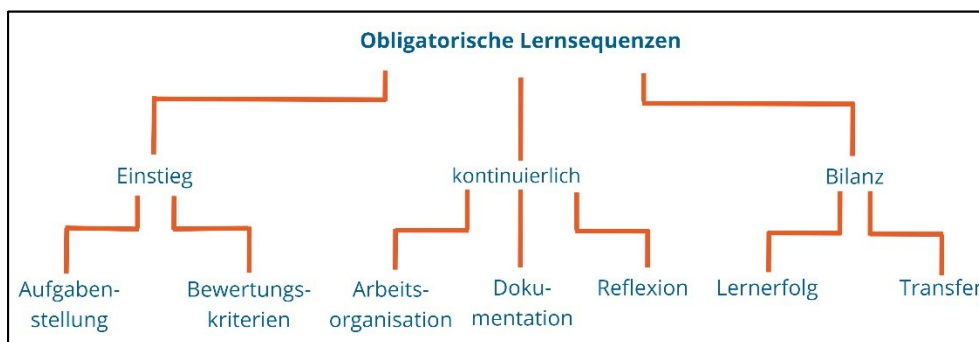 Obligatorische Lernsequenzen
Einstieg
kontinuierlich
Bilanz
Aufgaben-
stellung
Bewertungs-
kriterien
Arbeits-
organisation
Doku-
mentation
Reflexion
Lernerfolg
Transfer